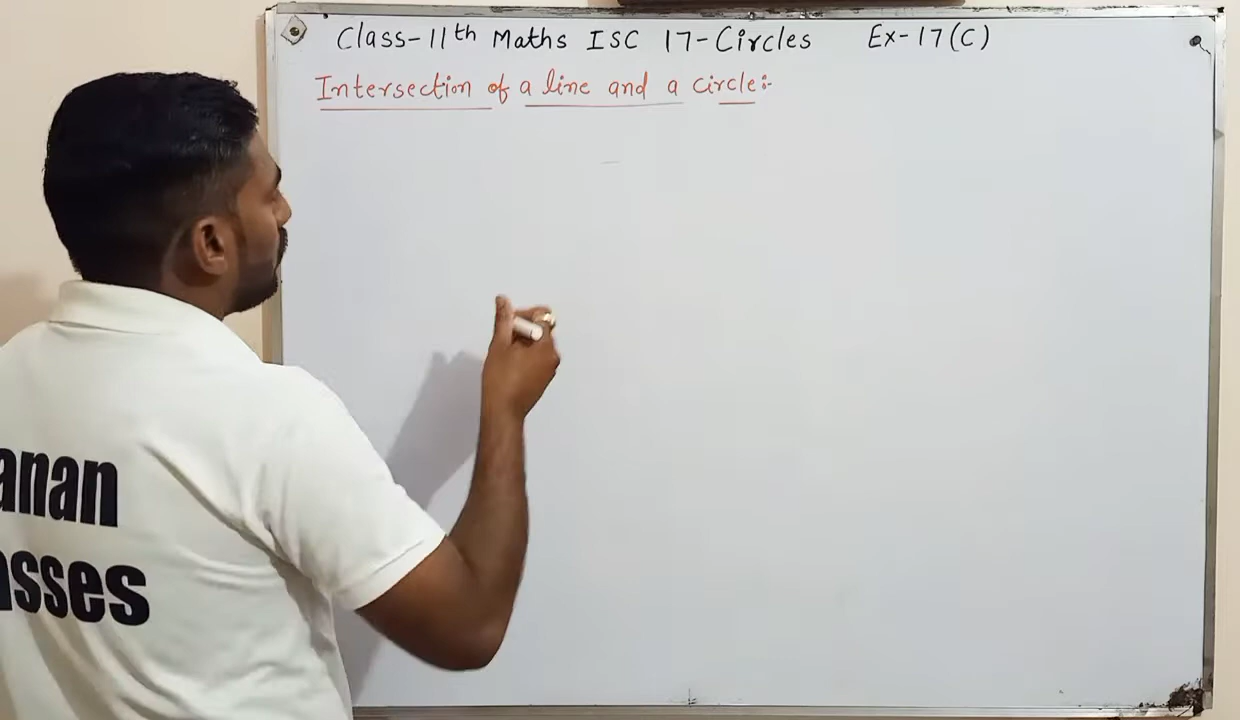 Class-11th Maths ISC 17-Circles Ex-17(C)
Intersection of a line and a circle:-
anan
asses